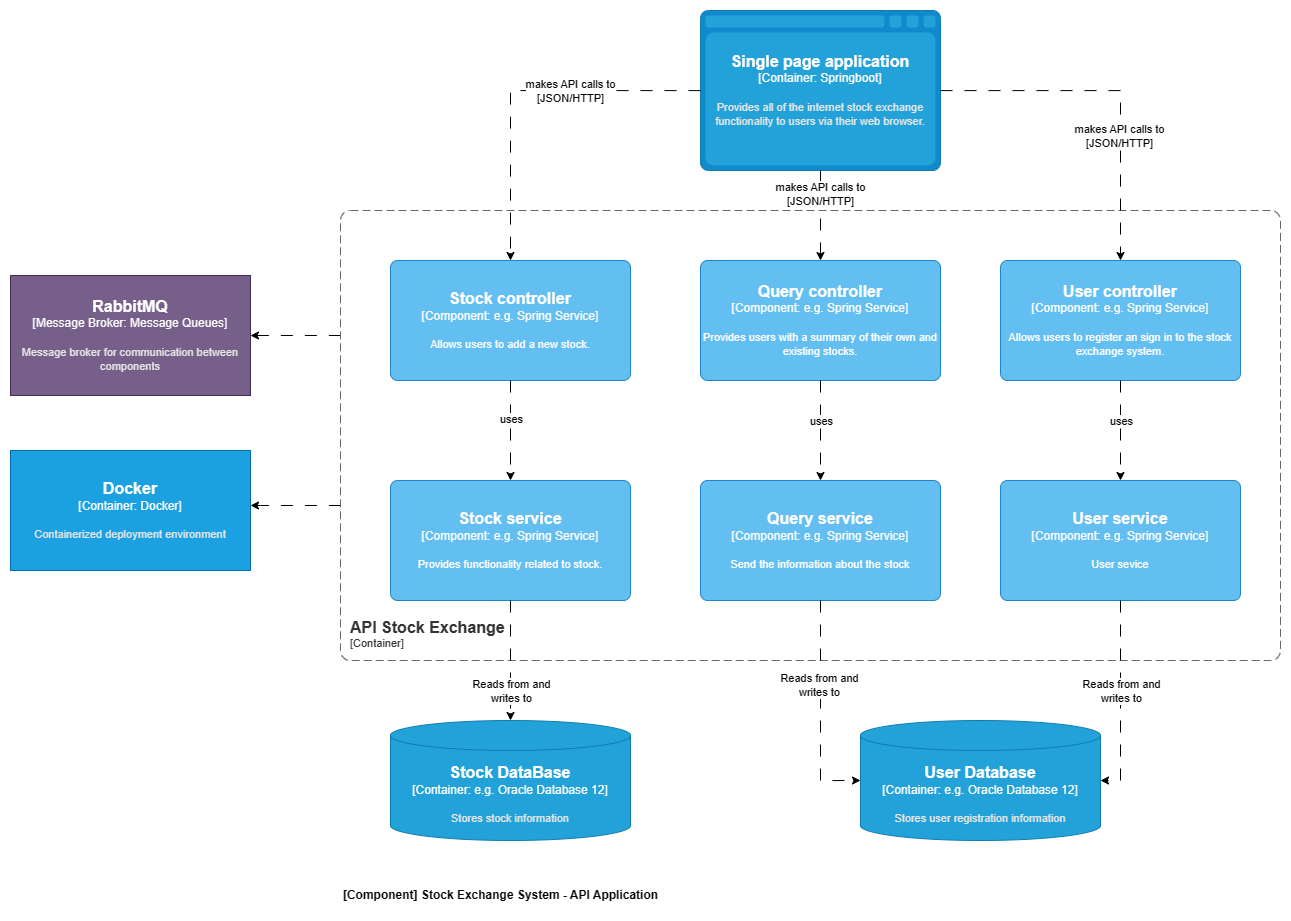 Single page application
[Container: Springboot]
Provides all of the internet stock exchange
functionality to users via their web browser.
makes API calls to
[JSON/HTTP]
makes API calls to
[JSON/HTTP]
makes API calls to
[JSON/HTTP]
RabbitMQ
[Message Broker: Message Queues]
Message broker for communication between
components
Stock controller
[Component: e.g. Spring Service]
Allows users to add a new stock.
Query controller
[Component: e.g. Spring Service]
Provides users with a summary of their own and
existing stocks.
User controller
[Component: e.g. Spring Service]
Allows users to register an sign in to the stock
exchange system.
uses
uses
uses
Docker
[Container: Docker]
Containerized deployment environment
Stock service
[Component: e.g. Spring Service]
Provides functionality related to stock.
Query service
[Component: e.g. Spring Service]
Send the information about the stock
User service
[Component: e.g. Spring Service]
User sevice
API Stock Exchange
[Container]
Reads from and
writes to
Reads from and
writes to
Reads from and
writes to
Stock DataBase
[Container: e.g. Oracle Database 12]
Stores stock information
User Database
[Container: e.g. Oracle Database 12]
Stores user registration information
[Component] Stock Exchange System - API Application